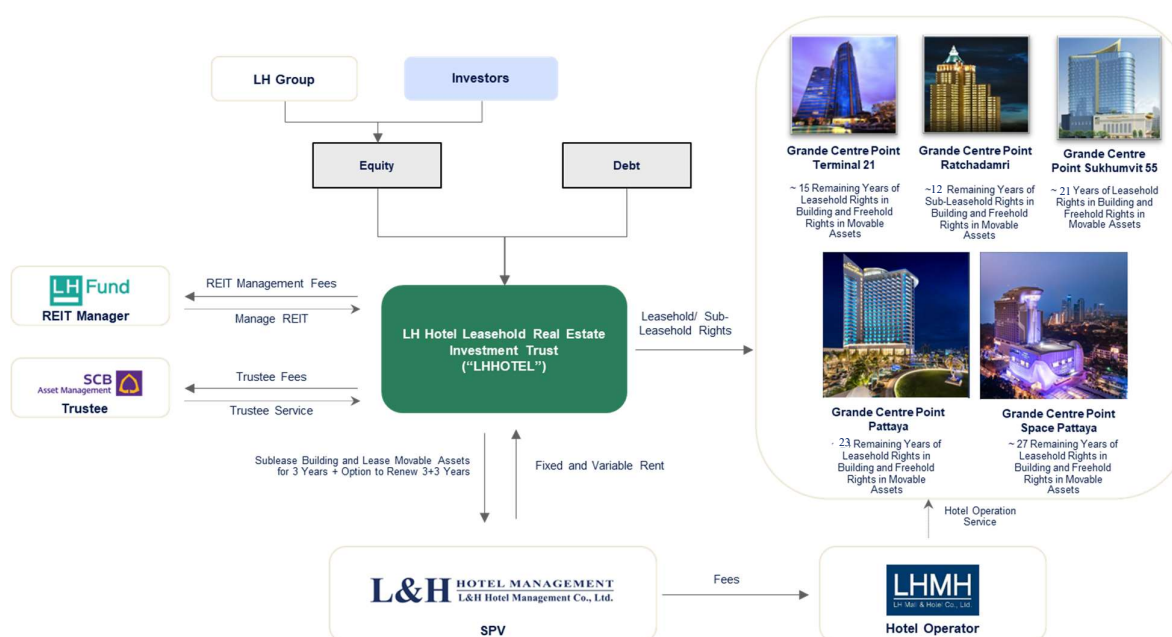 LH Group
Investors
Equity
Debt
Grande Centre Point
Terminal 21
~ 15 Remaining Years of
Leasehold Rights in
Building and Freehold
Rights in Movable
Assets
Grande Centre Point
Ratchadamri
~12 Remaining Years of
Sub-Leasehold Rights in
Building and Freehold
Rights in Movable
Assets
Grande Centre
Point Sukhumvit 55
~ 21 Years of Leasehold
Rights in Building and
Freehold Rights in
Movable Assets
LH Fund
REIT Manager
REIT Management Fees
Manage REIT
LH Hotel Leasehold Real Estate
Investment Trust
(“LHHOTEL”)
Leasehold/ Sub-
Leasehold Rights
SCB
Asset Management
Trustee
Trustee Fees
Trustee Service
Grande Centre Point
Pattaya
23 Remaining Years of
Leasehold Rights in
Building and Freehold
Rights in Movable
Assets
Grande Centre Point
Space Pattaya
~ 27 Remaining Years of
Leasehold Rights in
Building and Freehold
Rights in Movable
Assets
Sublease Building and Lease Movable Assets
for 3 Years + Option to Renew 3+3 Years
Fixed and Variable Rent
Hotel Operation
Service
L&H HOTEL MANAGEMENT
L&H Hotel Management Co., Ltd.
SPV
Fees
LHMH
LH Mall & Hotel Co., Ltd.
Hotel Operator